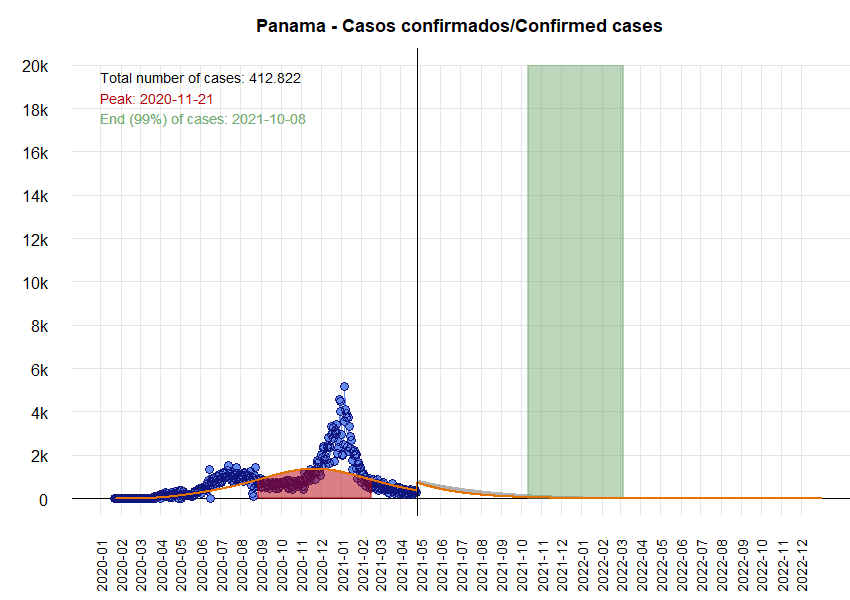 Panama - Casos confirmados/Confirmed cases
Total number of cases: 412.822
Peak: 2020-11-21
End (99%) of cases: 2021-10-08
20k
18k
16k
14k
12k
10k
8k
6k
4k
2k
0
2020-01
2020-02
2020-03
2020-04
2020-05
2020-06
2020-07
2020-08
2020-09
2020-10
2020-11
2020-12
2021-01
2021-02
2021-03
2021-04
2021-05
2021-06
2021-07
2021-08
2021-09
2021-10
2021-11
2021-12
2022-01
2022-02
2022-03
2022-04
2022-05
2022-06
2022-07
2022-08
2022-09
2022-10
2022-11
2022-12